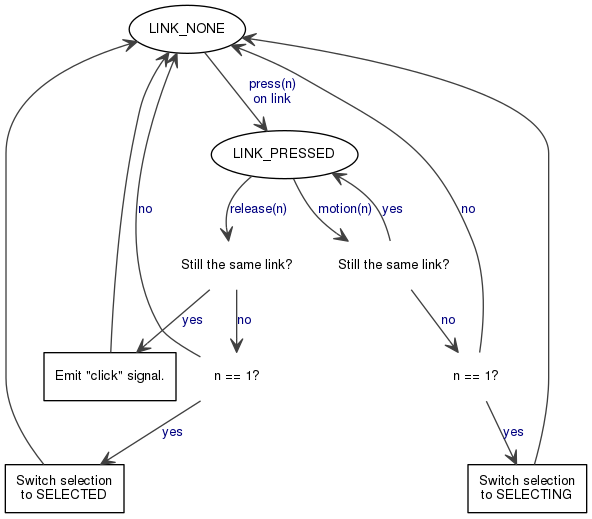 LINK_NONE
press(n)
on link
LINK_PRESSED
release(n)
motion(n)
yes
no
no
Still the same link?
Still the same link?
yes
no
no
Emit "click" signal.
n == 1?
n == 1?
yes
yes
Switch selection
to SELECTED
Switch selection
to SELECTING